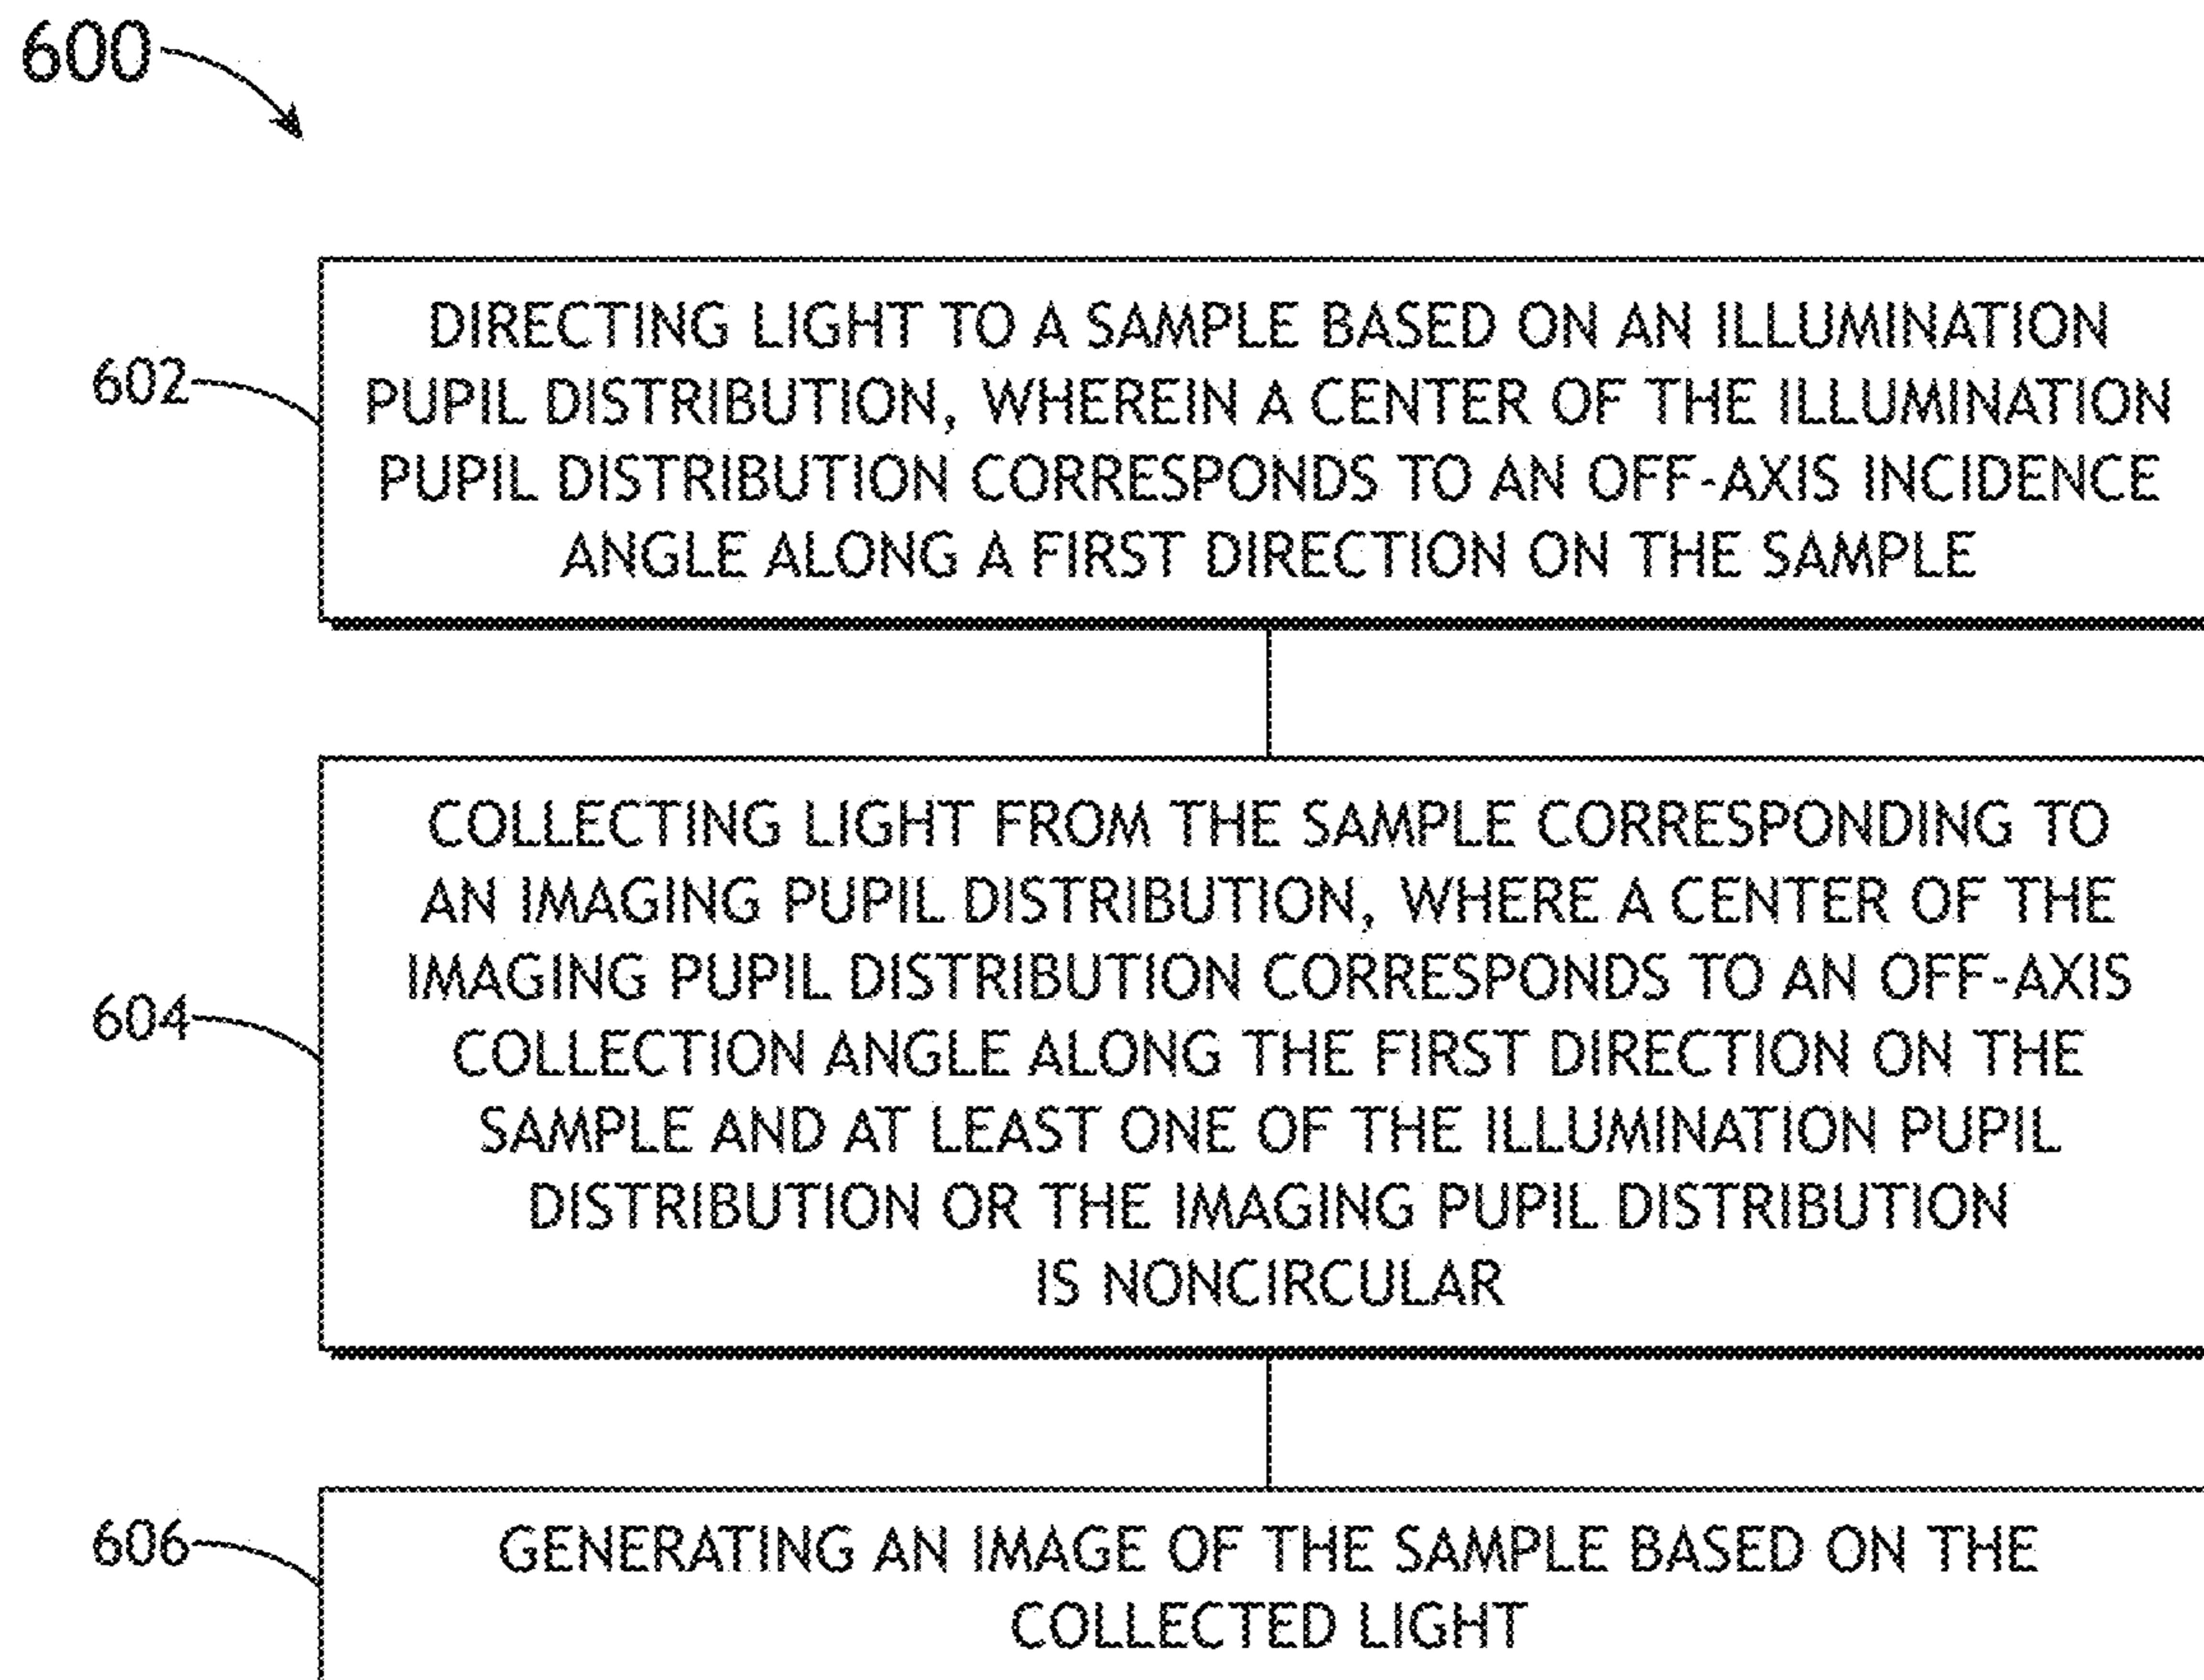 600
602
DIRECTING LIGHT TO A SAMPLE BASED ON AN ILLUMINATION
PUPIL DISTRIBUTION, WHEREIN A CENTER OF THE ILLUMINATION
PUPIL DISTRIBUTION CORRESPONDS TO AN OFF-AXIS INCIDENCE
ANGLE ALONG A FIRST DIRECTION ON THE SAMPLE
604
COLLECTING LIGHT FROM THE SAMPLE CORRESPONDING TO
AN IMAGING PUPIL DISTRIBUTION, WHERE A CENTER OF THE
IMAGING PUPIL DISTRIBUTION CORRESPONDS TO AN OFF-AXIS
COLLECTION ANGLE ALONG THE FIRST DIRECTION ON THE
SAMPLE AND AT LEAST ONE OF THE ILLUMINATION PUPIL
DISTRIBUTION OR THE IMAGING PUPIL DISTRIBUTION
IS NONCIRCULAR
606
GENERATING AN IMAGE OF THE SAMPLE BASED ON THE
COLLECTED LIGHT